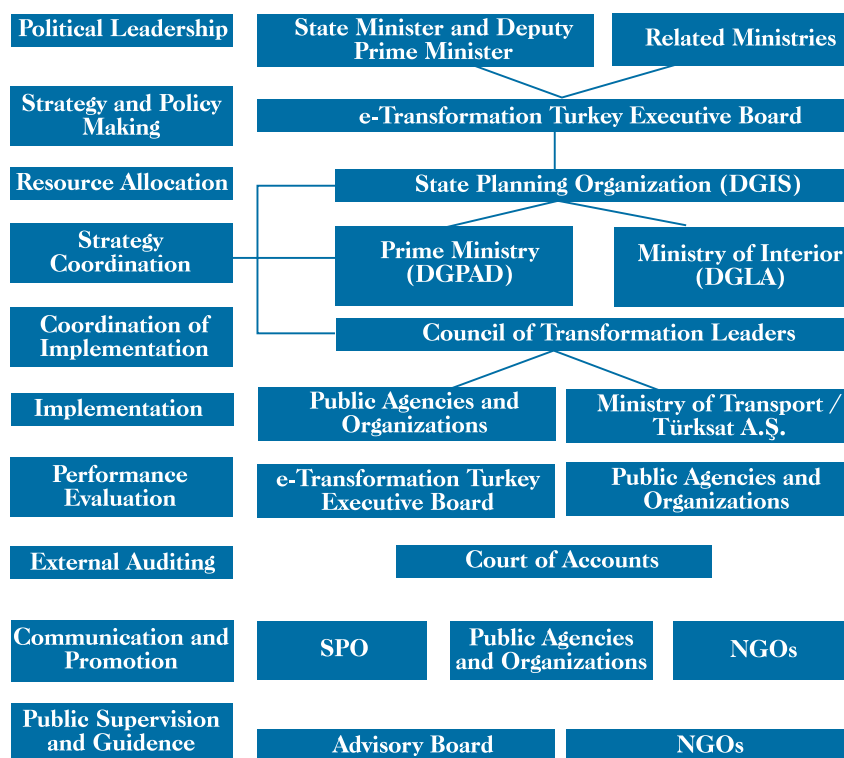 Political Leadership
State Minister and Deputy
Prime Minister
Related Ministries
Strategy and Policy
Making
e-Transformation Turkey Executive Board
Resource Allocation
State Planning Organization (DGIS)
Strategy
Coordination
Prime Ministry
(DGPAD)
Ministry of Interior
(DGLA)
Coordination of
Implementation
Council of Transformation Leaders
Implementation
Public Agencies and
Organizations
Ministry of Transport /
Türksat A.Ş.
Performance
Evaluation
e-Transformation Turkey
Executive Board
Public Agencies and
Organizations
External Auditing
Court of Accounts
Communication and
Promotion
SPO
Public Agencies
and Organizations
NGOs
Public Supervision
and Guidence
Advisory Board
NGOs